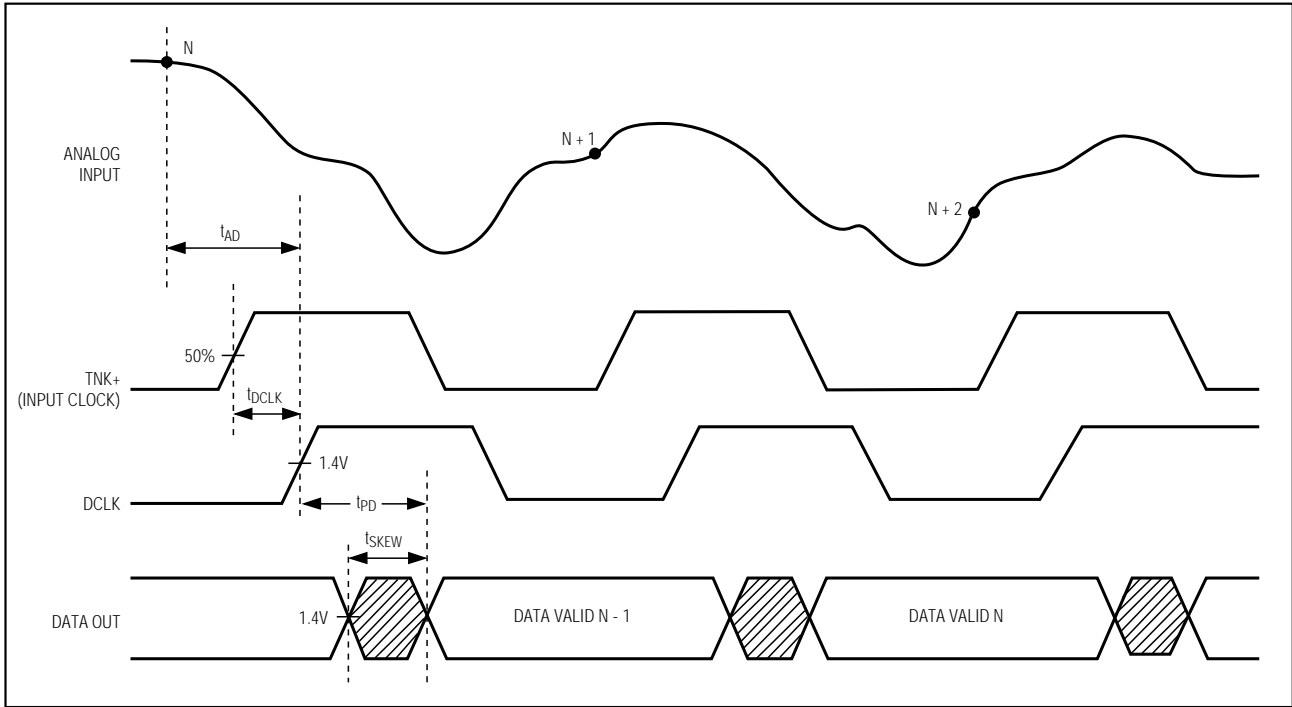 N
ANALOG
INPUT
N + 1
N + 2
tAD
50%
TNK+
(INPUT CLOCK)
tDCLK
1.4V
DCLK
tPD
tSKEW
DATA OUT
1.4V
DATA VALID N - 1
DATA VALID N